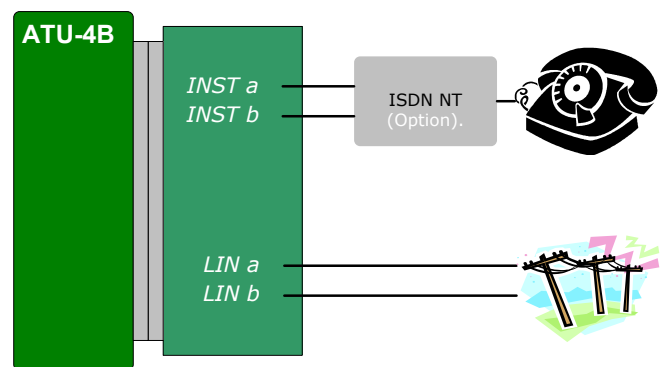 ATU-4B
INST a
INST b
ISDN NT
(Option).
LIN a
LIN b